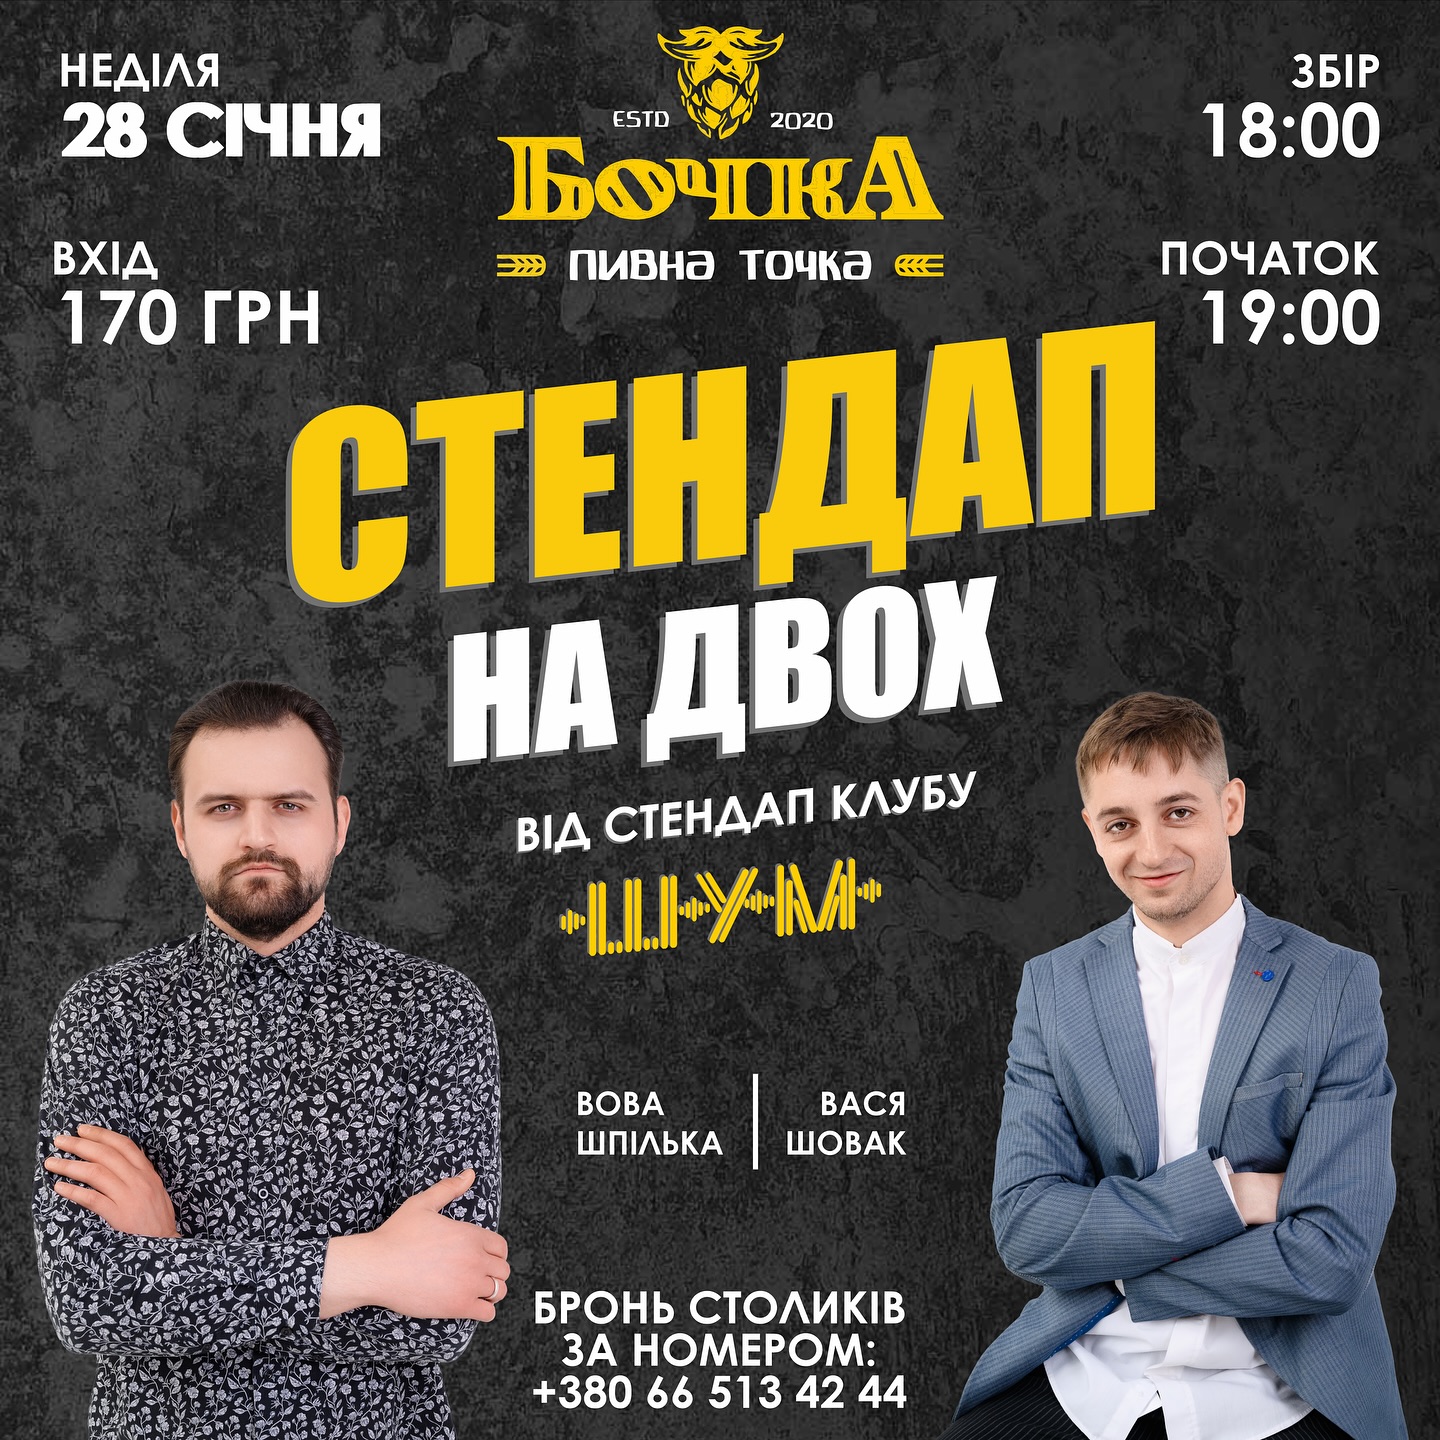 НЕДІЛЯ
28 СІЧНЯ
ВХІД
170 ГРН
ESTD 2020
БОЧКА
ПИВНА ТОЧКА
ЗБІР
18:00
ПОЧАТОК
19:00
СТЕНДАП
НА ДВОХ
ВІД СТЕНДАП КЛУБУ
ШУМ
ВОВА
ШПІЛЬКА
ВАСЯ
ШОВАК
БРОНЬ СТОЛИКІВ
ЗА НОМЕРОМ:
+380 66 513 42 44